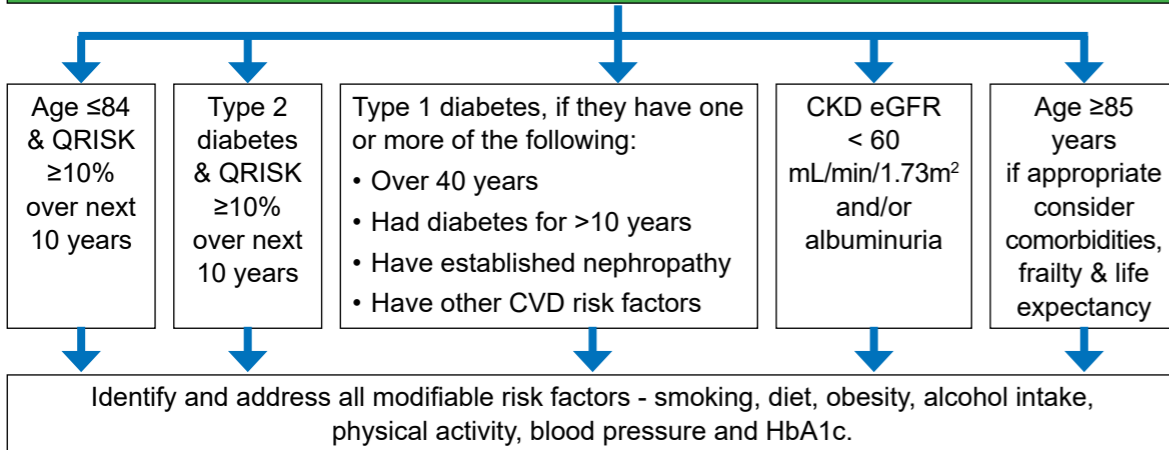 Age ≤84
& QRISK
≥10%
over next
10 years
Type 2
diabetes
& QRISK
≥10%
over next
10 years
Type 1 diabetes, if they have one
or more of the following:
• Over 40 years
• Had diabetes for >10 years
• Have established nephropathy
• Have other CVD risk factors
CKD eGFR
< 60
mL/min/1.73m²
and/or
albuminuria
Age ≥85
years
if appropriate
consider
comorbidities,
frailty & life
expectancy
Identify and address all modifiable risk factors - smoking, diet, obesity, alcohol intake,
physical activity, blood pressure and HbA1c.